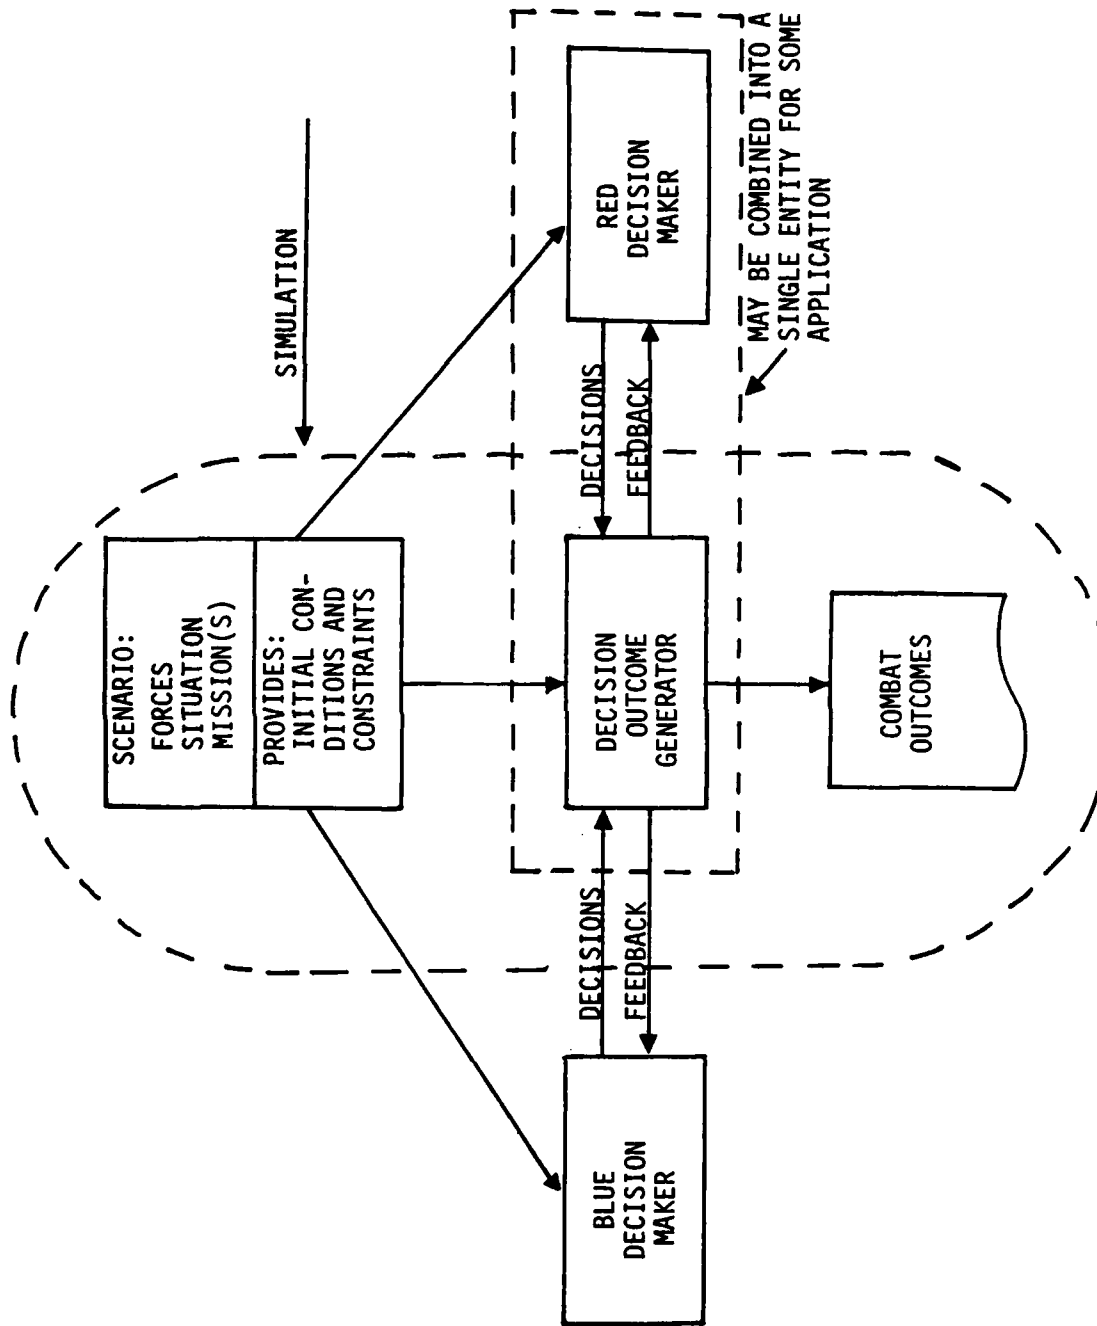 SIMULATION
SCENARIO:
FORCES
SITUATION
MISSION(S)
PROVIDES:
INITIAL CON-
DITIONS AND
CONSTRAINTS
BLUE
DECISION
MAKER
DECISIONS
FEEDBACK
DECISION
OUTCOME
GENERATOR
DECISIONS
FEEDBACK
RED
DECISION
MAKER
MAY BE COMBINED INTO A
SINGLE ENTITY FOR SOME
APPLICATION
COMBAT
OUTCOMES